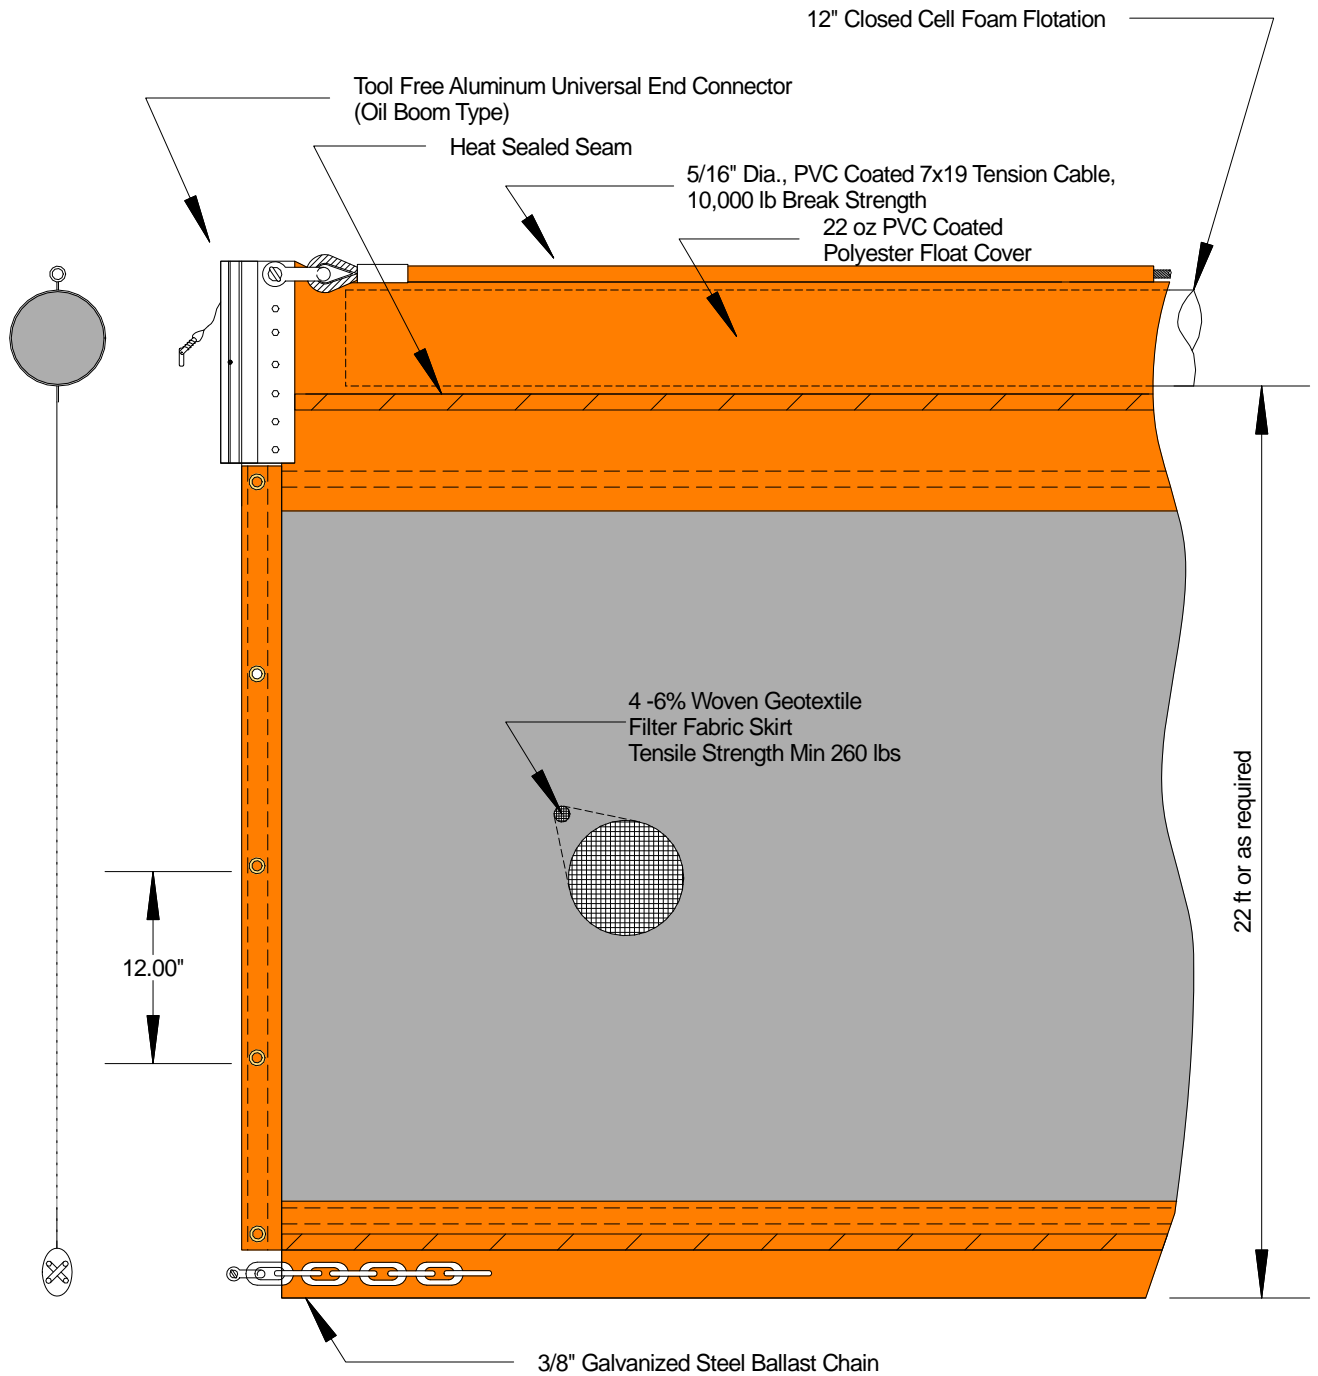 12" Closed Cell Foam Flotation
Tool Free Aluminum Universal End Connector
(Oil Boom Type)
Heat Sealed Seam
5/16" Dia., PVC Coated 7x19 Tension Cable,
10,000 lb Break Strength
22 oz PVC Coated
Polyester Float Cover
4 -6% Woven Geotextile
Filter Fabric Skirt
Tensile Strength Min 260 lbs
22 ft or as required
12.00"
3/8" Galvanized Steel Ballast Chain